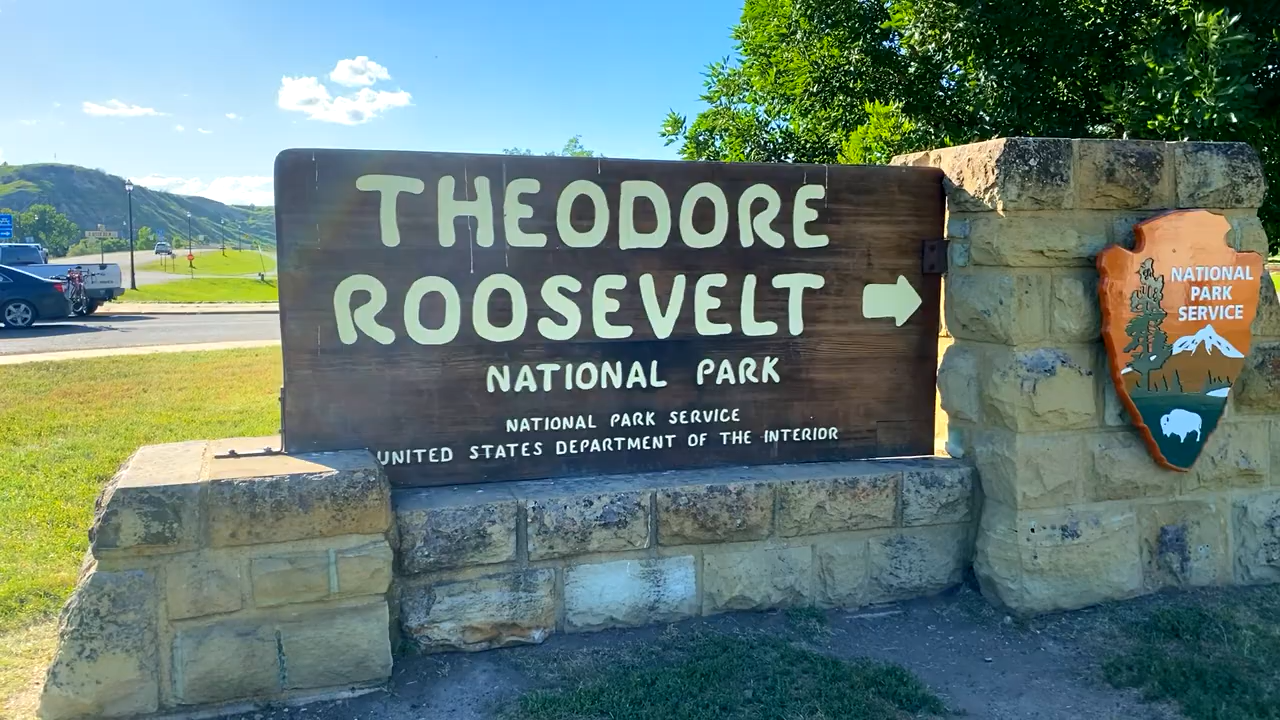 THEODORE
ROOSEVELT
NATIONAL PARK
NATIONAL PARK SERVICE
UNITED STATES DEPARTMENT OF THE INTERIOR
NATIONAL
PARK
SERVICE